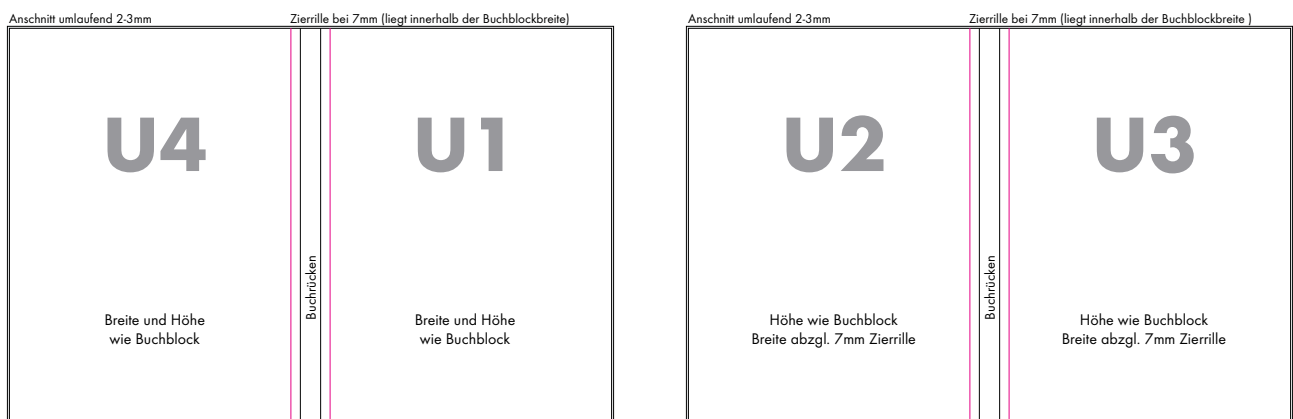 Anschnitt umlaufend 2-3mm
Zierrille bei 7mm (liegt innerhalb der Buchblockbreite)
U4
U1
Buchrücken
Breite und Höhe
wie Buchblock
Breite und Höhe
wie Buchblock
Anschnitt umlaufend 2-3mm
Zierrille bei 7mm (liegt innerhalb der Buchblockbreite )
U2
U3
Buchrücken
Höhe wie Buchblock
Breite abzgl. 7mm Zierrille
Höhe wie Buchblock
Breite abzgl. 7mm Zierrille